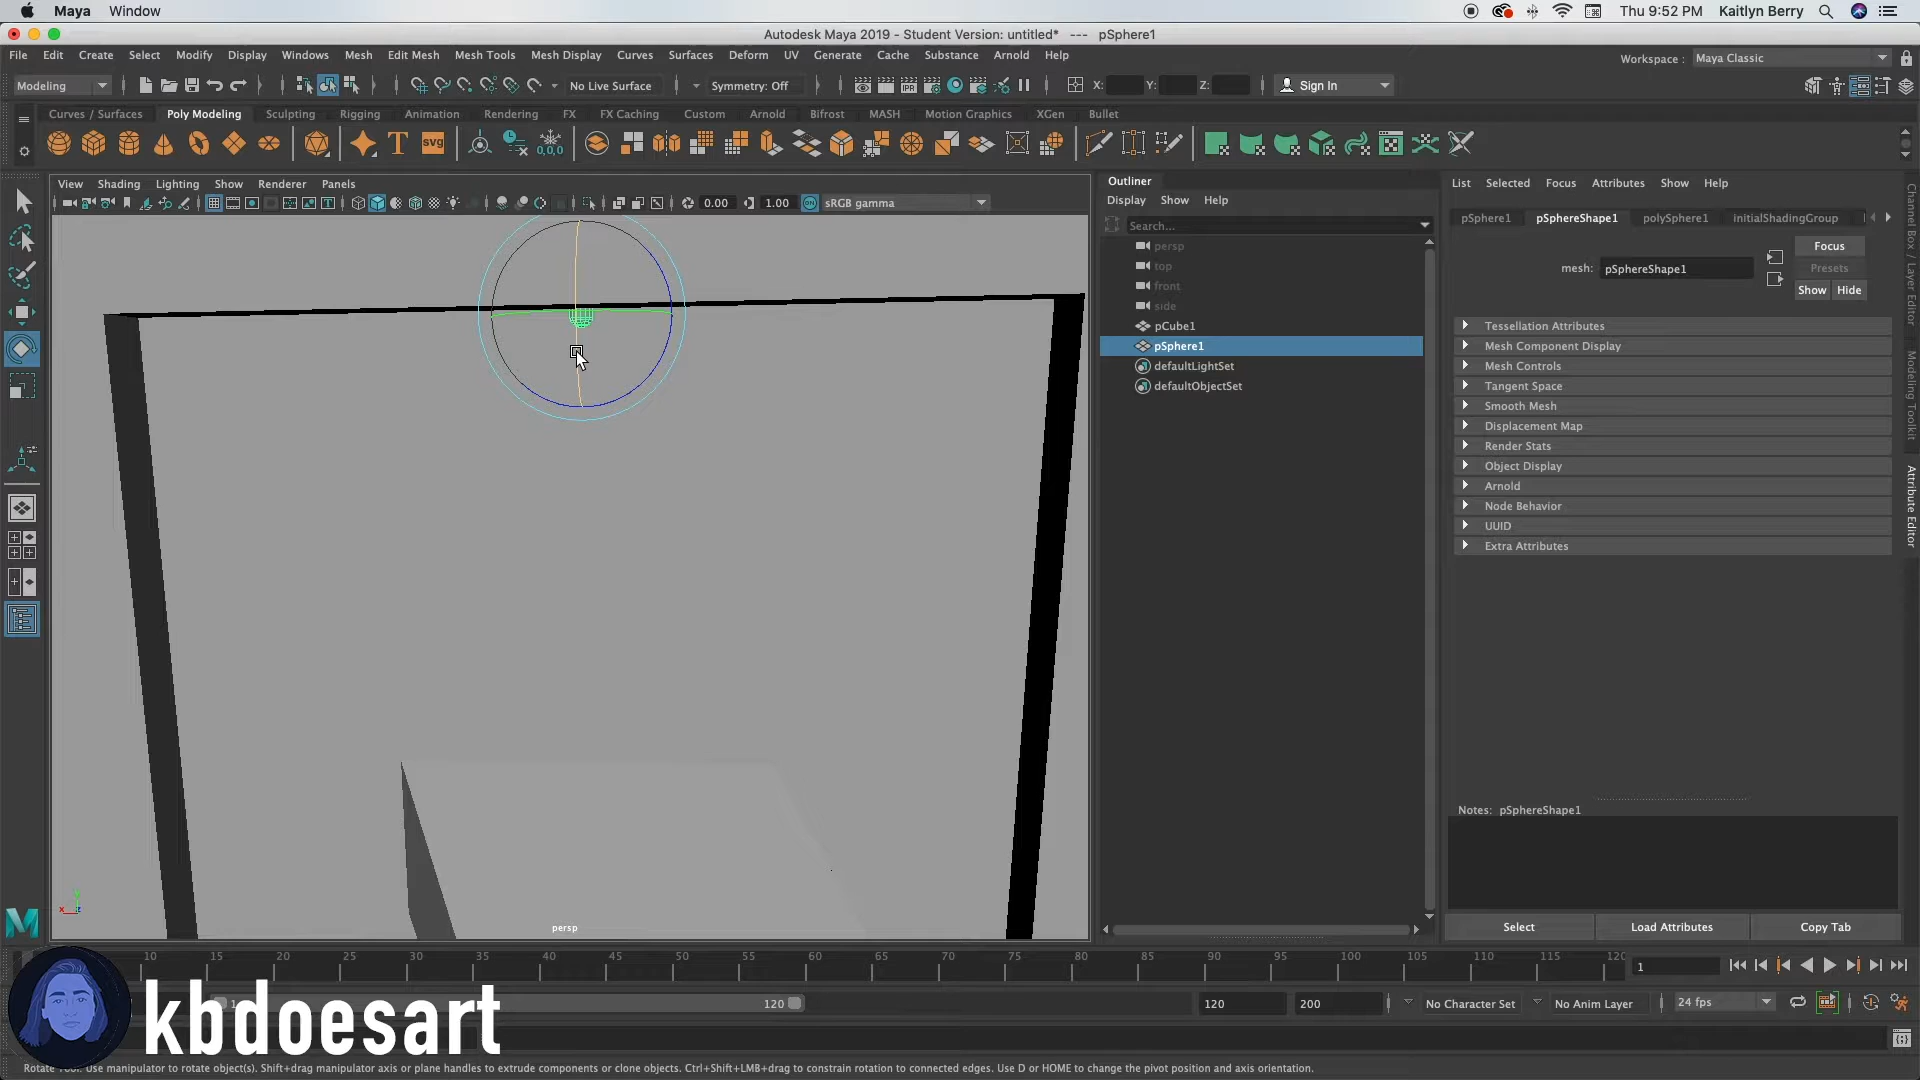 Maya Window Thu 9:52 PM Kaitlyn Berry
Autodesk Maya 2019 - Student Version: untitled* --- pSphere1
File Edit Create Select Modify Display Windows Mesh Edit Mesh Mesh Tools Mesh Display Curves Surfaces Deform UV Generate Cache Substance Arnold Help Workspace : Maya Classic
Modeling No Live Surface Symmetry: Off X: Y: Z: Sign In
Curves / Surfaces Poly Modeling Sculpting Rigging Animation Rendering FX FX Caching Custom Arnold Bifrost MASH Motion Graphics XGen Bullet
View Shading Lighting Show Renderer Panels
0.00 1.00 sRGB gamma
persp
Outliner
Display Show Help
Search...
persp
top
front
side
pCube1
pSphere1
defaultLightSet
defaultObjectSet
List Selected Focus Attributes Show Help
pSphere1 pSphereShape1 polySphere1 initialShadingGroup
Focus
mesh: pSphereShape1 Presets
Show Hide
Tessellation Attributes
Mesh Component Display
Mesh Controls
Tangent Space
Smooth Mesh
Displacement Map
Render Stats
Object Display
Arnold
Node Behavior
UUID
Extra Attributes
Notes: pSphereShape1
Select Load Attributes Copy Tab
Channel Box / Layer Editor
Modeling Toolkit
Attribute Editor
10 15 20 25 30 35 40 45 50 55 60 65 70 75 80 85 90 95 100 105 110 115 120 1
120 120 200 No Character Set No Anim Layer 24 fps
kbdoesart
Rotate Tool: Use manipulator to rotate object(s). Shift+drag manipulator axis or plane handles to extrude components or clone objects. Ctrl+Shift+LMB+drag to constrain rotation to connected edges. Use D or HOME to change the pivot position and axis orientation.